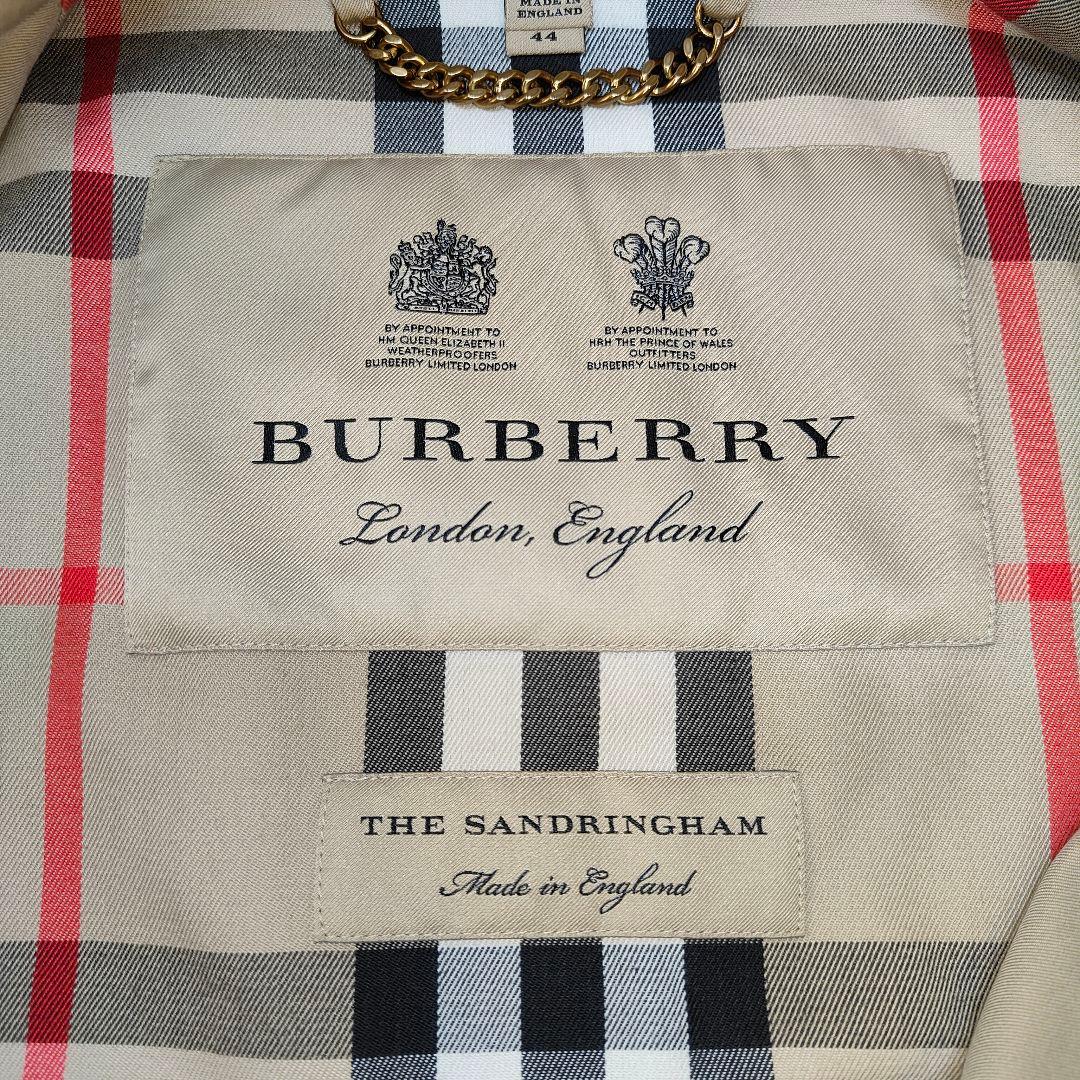 MADE IN
ENGLAND
44
BY APPOINTMENT TO
HM QUEEN ELIZABETH II
WEATHERPROOFERS
BURBERRY LIMITED LONDON
BY APPOINTMENT TO
HRH THE PRINCE OF WALES
OUTFITTERS
BURBERRY LIMITED LONDON
BURBERRY
London, England
THE SANDRINGHAM
Made in England